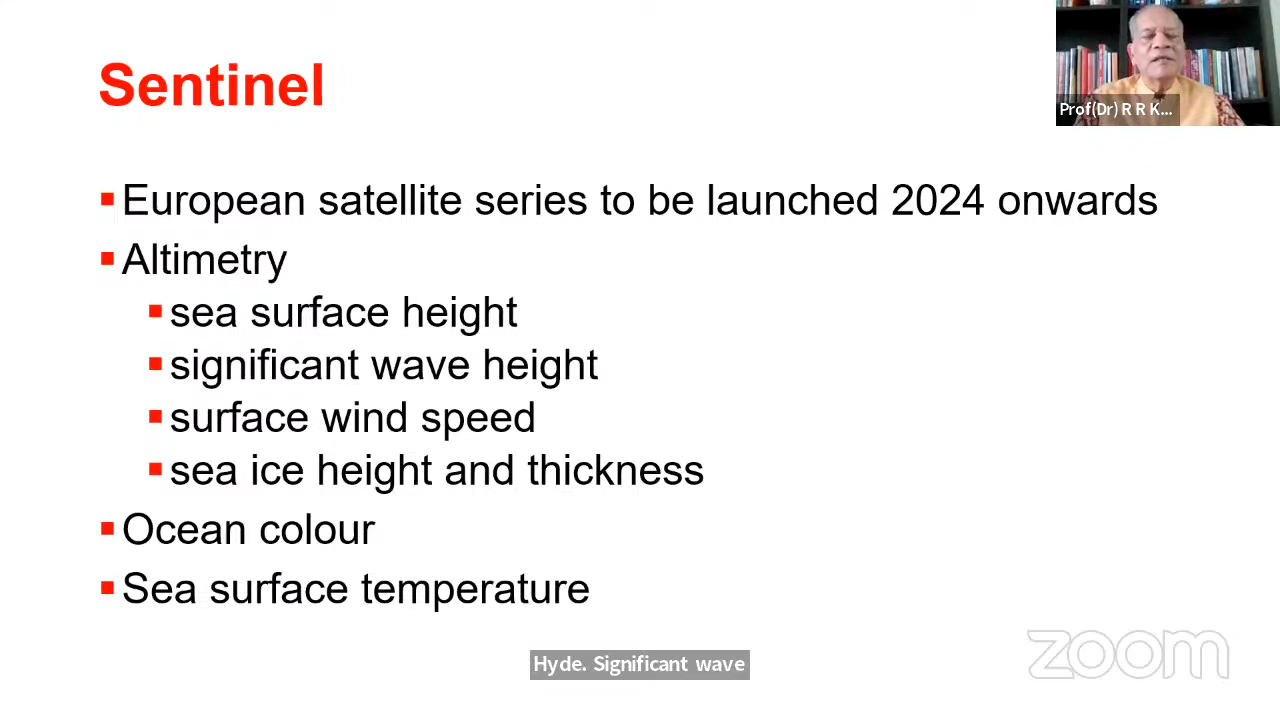 Sentinel
Prof(Dr) R R K...
European satellite series to be launched 2024 onwards
Altimetry
sea surface height
significant wave height
surface wind speed
sea ice height and thickness
Ocean colour
Sea surface temperature
Hyde. Significant wave
zoom